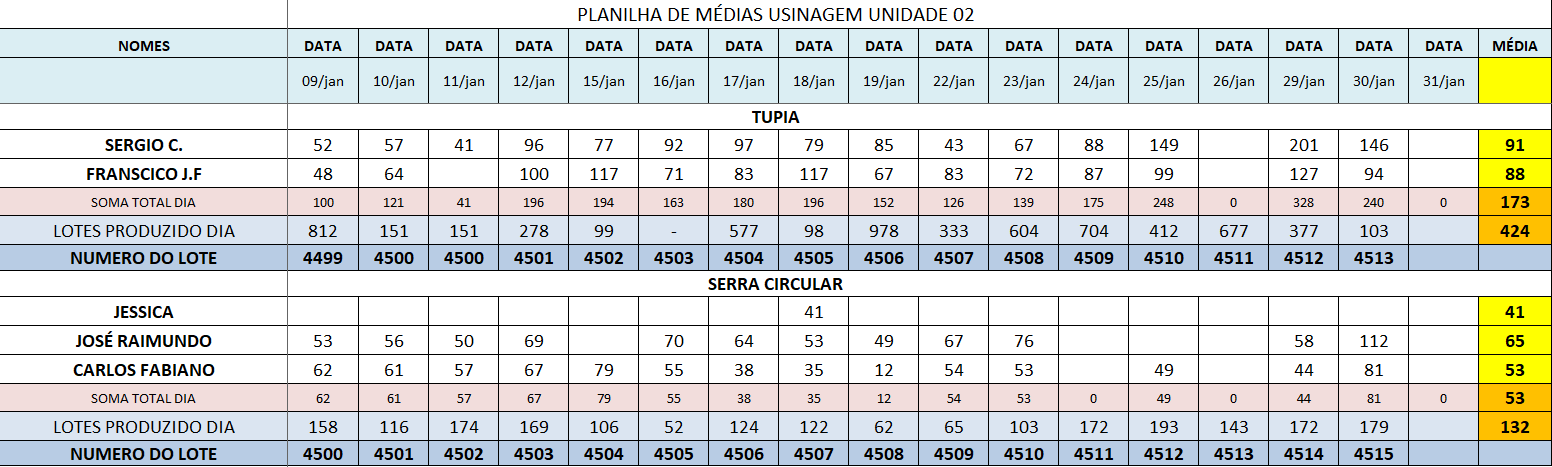 PLANILHA DE MÉDIAS USINAGEM UNIDADE 02
NOMES DATA DATA DATA DATA DATA DATA DATA DATA DATA DATA DATA DATA DATA DATA DATA DATA DATA MÉDIA
09/jan 10/jan 11/jan 12/jan 15/jan 16/jan 17/jan 18/jan 19/jan 22/jan 23/jan 24/jan 25/jan 26/jan 29/jan 30/jan 31/jan
TUPIA
SERGIO C. 52 57 41 96 77 92 97 79 85 43 67 88 149 201 146 91
FRANSCICO J.F 48 64 100 117 71 83 117 67 83 72 87 99 127 94 88
SOMA TOTAL DIA 100 121 41 196 194 163 180 196 152 126 139 175 248 0 328 240 0 173
LOTES PRODUZIDO DIA 812 151 151 278 99 - 577 98 978 333 604 704 412 677 377 103 424
NUMERO DO LOTE 4499 4500 4500 4501 4502 4503 4504 4505 4506 4507 4508 4509 4510 4511 4512 4513
SERRA CIRCULAR
JESSICA 41 41
JOSÉ RAIMUNDO 53 56 50 69 70 64 53 49 67 76 58 112 65
CARLOS FABIANO 62 61 57 67 79 55 38 35 12 54 53 49 44 81 53
SOMA TOTAL DIA 62 61 57 67 79 55 38 35 12 54 53 0 49 0 44 81 0 53
LOTES PRODUZIDO DIA 158 116 174 169 106 52 124 122 62 65 103 172 193 143 172 179 132
NUMERO DO LOTE 4500 4501 4502 4503 4504 4505 4506 4507 4508 4509 4510 4511 4512 4513 4514 4515